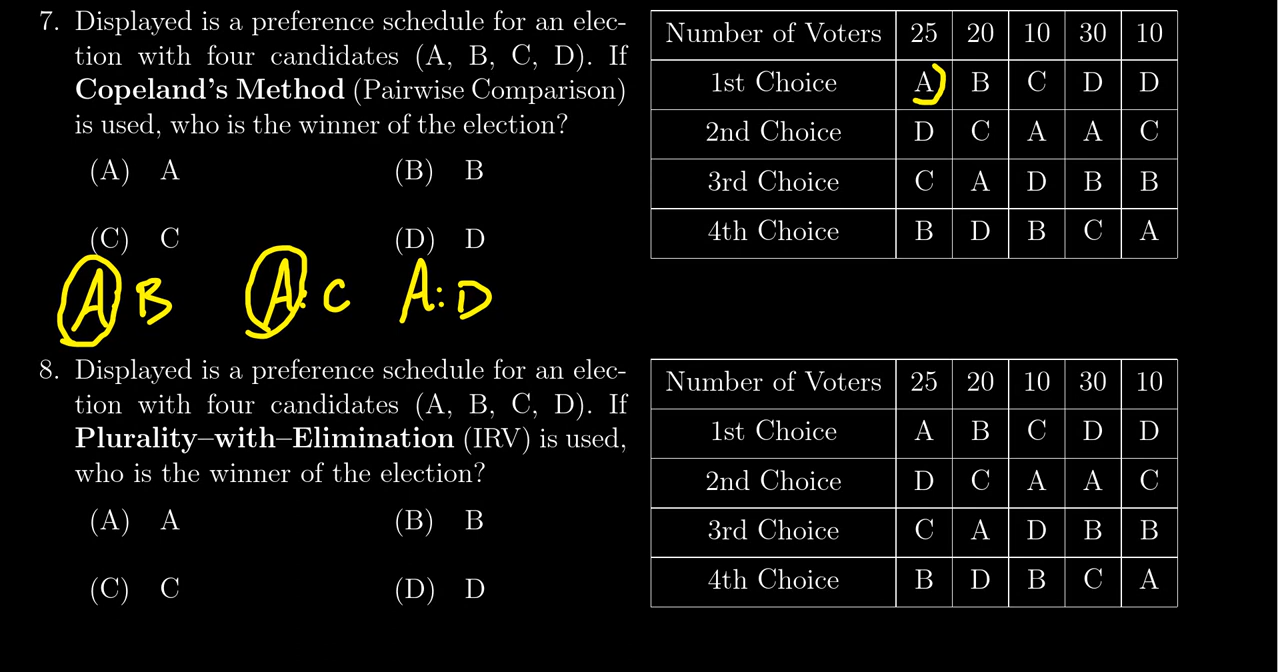 7. Displayed is a preference schedule for an elec-
tion with four candidates (A, B, C, D). If
Copeland's Method (Pairwise Comparison)
is used, who is the winner of the election?
(A) A (B) B
(C) C (D) D
Number of Voters 25 20 10 30 10
1st Choice A B C D D
2nd Choice D C A A C
3rd Choice C A D B B
4th Choice B D B C A
A B A: C A: D
8. Displayed is a preference schedule for an elec-
tion with four candidates (A, B, C, D). If
Plurality–with–Elimination (IRV) is used,
who is the winner of the election?
(A) A (B) B
(C) C (D) D
Number of Voters 25 20 10 30 10
1st Choice A B C D D
2nd Choice D C A A C
3rd Choice C A D B B
4th Choice B D B C A